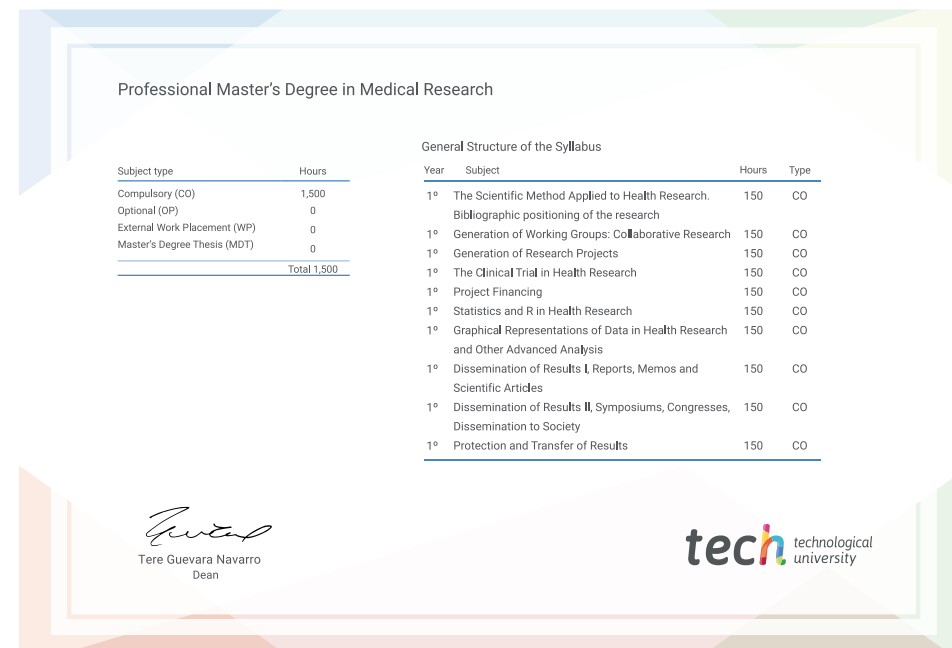 Professional Master's Degree in Medical Research
Subject type Hours
Compulsory (CO) 1,500
Optional (OP) 0
External Work Placement (WP) 0
Master's Degree Thesis (MDT) 0
Total 1,500
General Structure of the Syllabus
Year Subject Hours Type
1º The Scientific Method Applied to Health Research. 150 CO
Bibliographic positioning of the research
1º Generation of Working Groups: Collaborative Research 150 CO
1º Generation of Research Projects 150 CO
1º The Clinical Trial in Health Research 150 CO
1º Project Financing 150 CO
1º Statistics and R in Health Research 150 CO
1º Graphical Representations of Data in Health Research 150 CO
and Other Advanced Analysis
1º Dissemination of Results I, Reports, Memos and 150 CO
Scientific Articles
1º Dissemination of Results II, Symposiums, Congresses, 150 CO
Dissemination to Society
1º Protection and Transfer of Results 150 CO
Tere Guevara Navarro
Dean
tech technological
university